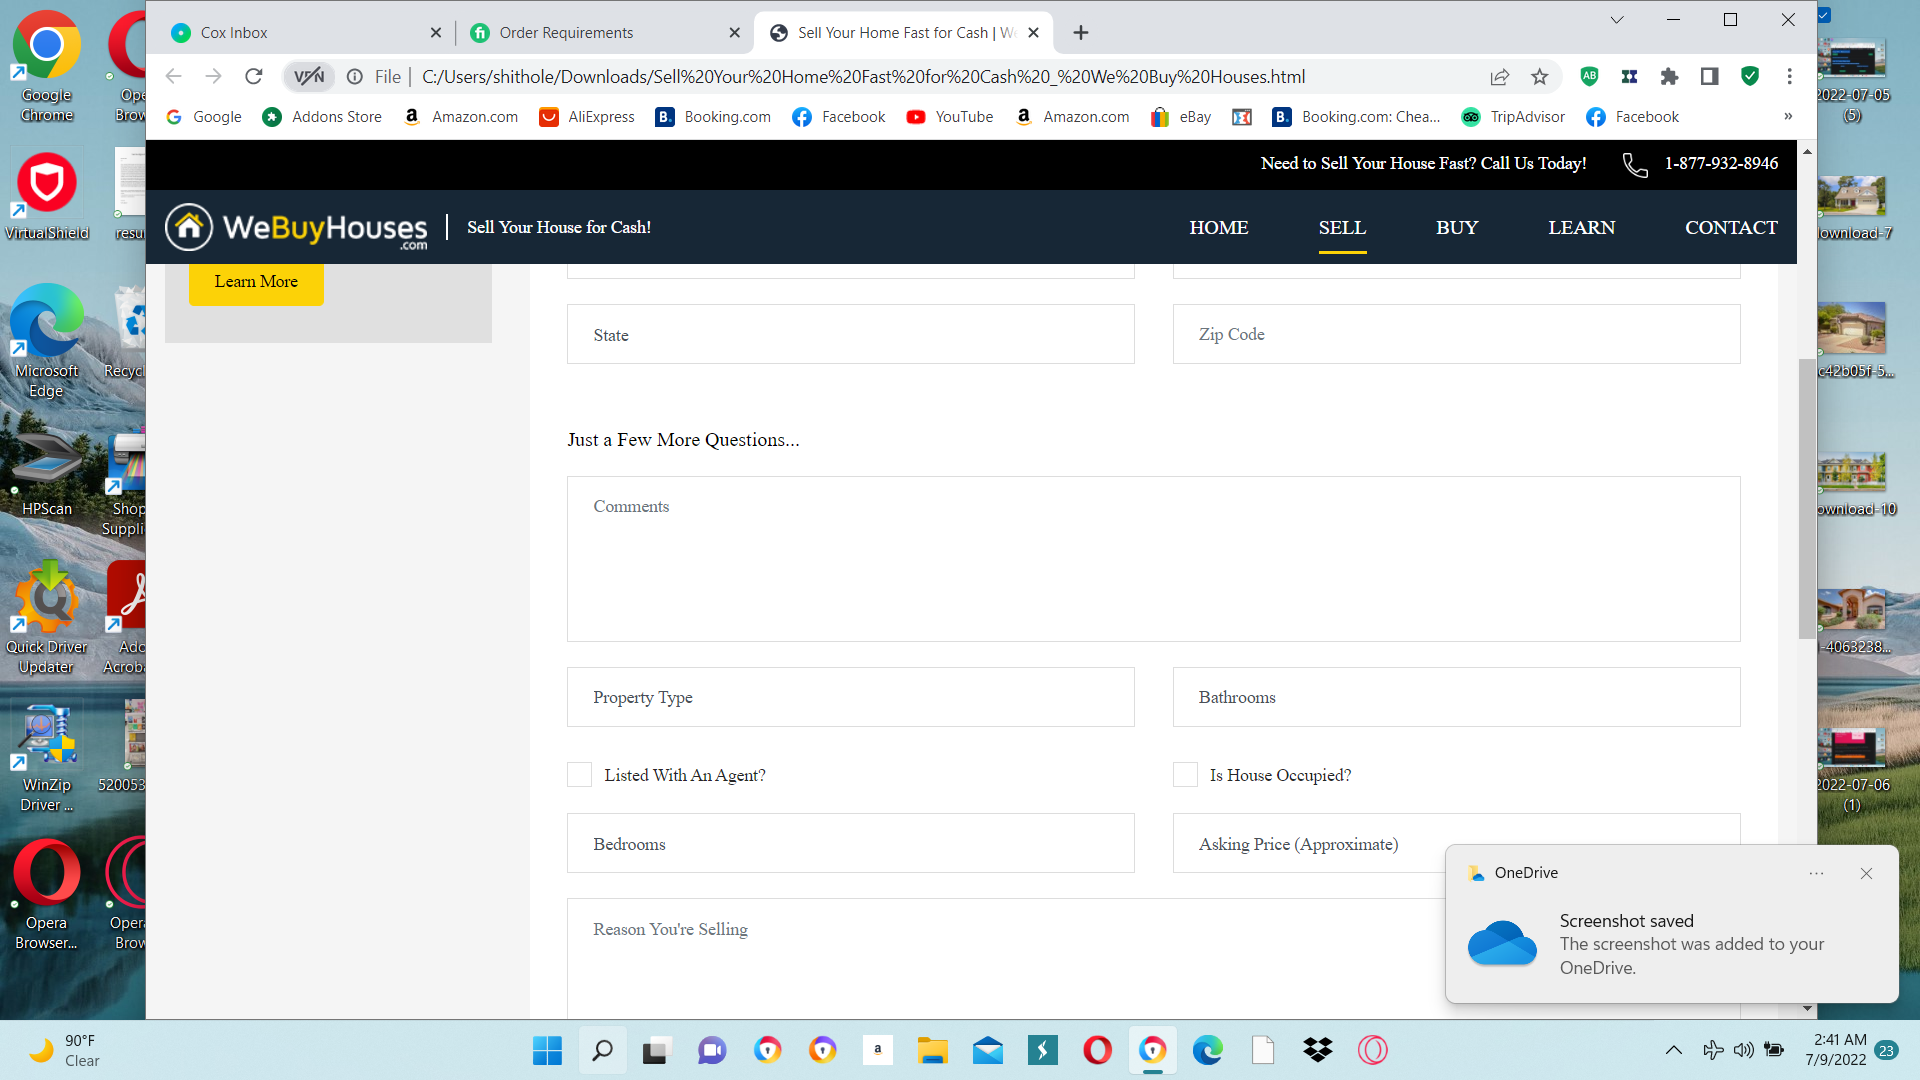 Cox Inbox
Order Requirements
Sell Your Home Fast for Cash | We
VPN
File
C:/Users/shithole/Downloads/Sell%20Your%20Home%20Fast%20for%20Cash%20_%20We%20Buy%20Houses.html
Google
Addons Store
Amazon.com
AliExpress
Booking.com
Facebook
YouTube
Amazon.com
eBay
Booking.com: Chea...
TripAdvisor
Facebook
»
Need to Sell Your House Fast? Call Us Today!
1-877-932-8946
WeBuyHouses
.com
Sell Your House for Cash!
HOME
SELL
BUY
LEARN
CONTACT
Learn More
State
Zip Code
Just a Few More Questions...
Comments
Property Type
Bathrooms
Listed With An Agent?
Is House Occupied?
Bedrooms
Asking Price (Approximate)
Reason You're Selling
OneDrive
Screenshot saved
The screenshot was added to your
OneDrive.
Google
Chrome
Ope
Brow
VirtualShield
resu
Microsoft
Edge
Recycl
HPScan
Shop
Suppli
Quick Driver
Updater
Ado
Acroba
WinZip
Driver ...
520053
Opera
Browser...
Opera
Brow
2022-07-05
(5)
download-7
c42b05f-5...
ownload-10
-4063238...
2022-07-06
(1)
90°F
Clear
2:41 AM
7/9/2022
23